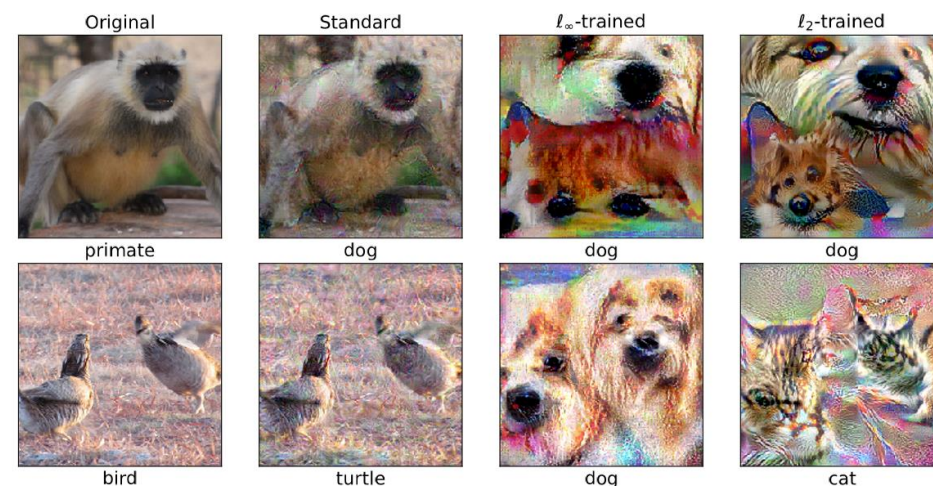 Original Standard ℓ∞-trained ℓ2-trained
primate dog dog dog
bird turtle dog cat